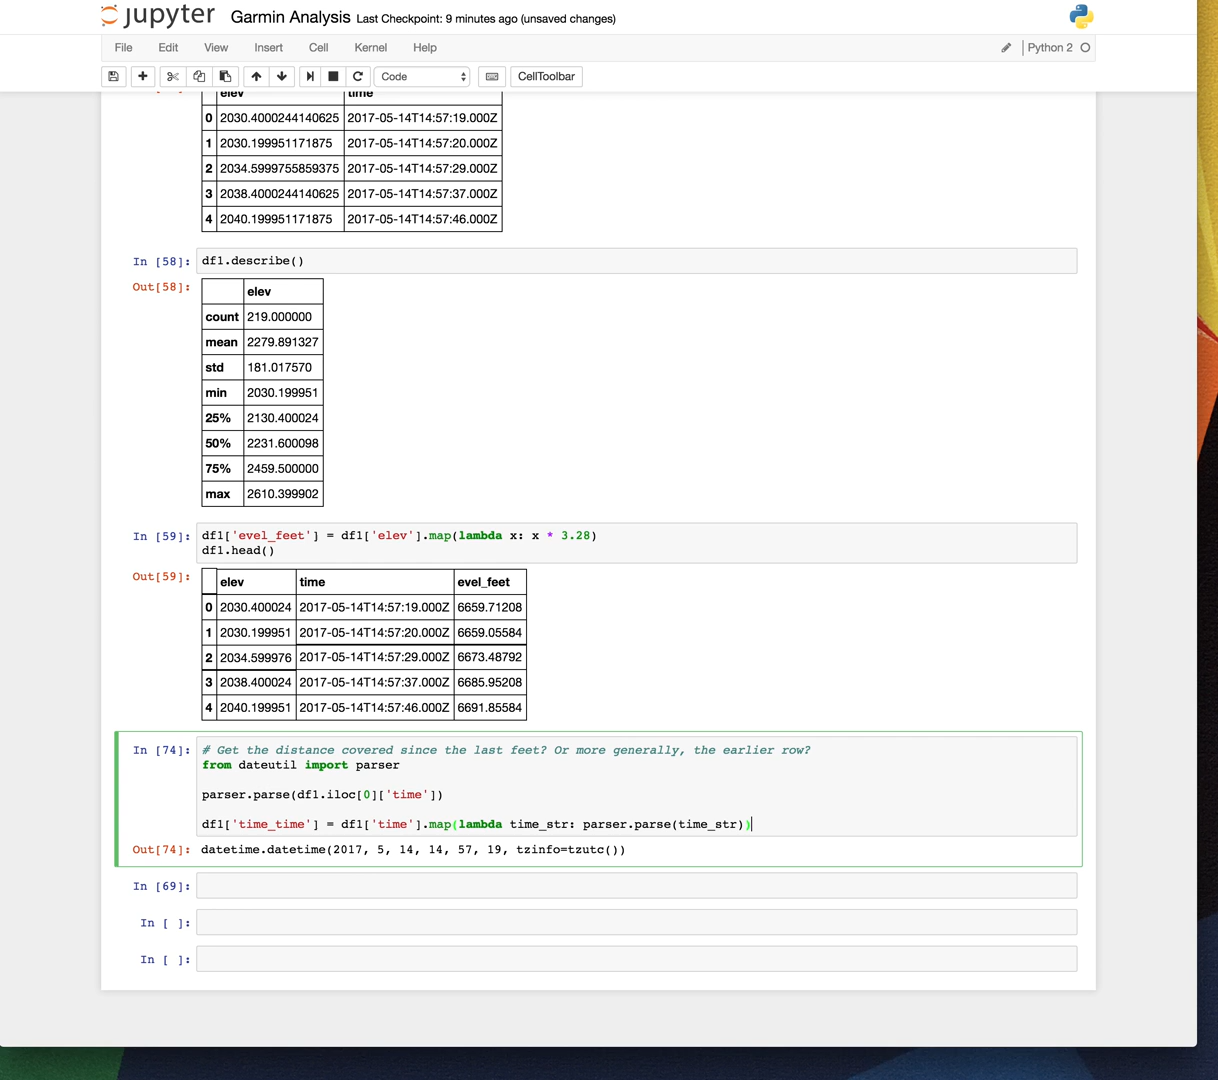 jupyter Garmin Analysis Last Checkpoint: 9 minutes ago (unsaved changes)
File Edit View Insert Cell Kernel Help Python 2
Code CellToolbar
elev time
0 2030.4000244140625 2017-05-14T14:57:19.000Z
1 2030.199951171875 2017-05-14T14:57:20.000Z
2 2034.5999755859375 2017-05-14T14:57:29.000Z
3 2038.4000244140625 2017-05-14T14:57:37.000Z
4 2040.199951171875 2017-05-14T14:57:46.000Z
In [58]: df1.describe()
Out[58]:
elev
count 219.000000
mean 2279.891327
std 181.017570
min 2030.199951
25% 2130.400024
50% 2231.600098
75% 2459.500000
max 2610.399902
In [59]: df1['evel_feet'] = df1['elev'].map(lambda x: x * 3.28)
df1.head()
Out[59]:
elev time evel_feet
0 2030.400024 2017-05-14T14:57:19.000Z 6659.71208
1 2030.199951 2017-05-14T14:57:20.000Z 6659.05584
2 2034.599976 2017-05-14T14:57:29.000Z 6673.48792
3 2038.400024 2017-05-14T14:57:37.000Z 6685.95208
4 2040.199951 2017-05-14T14:57:46.000Z 6691.85584
In [74]: # Get the distance covered since the last feet? Or more generally, the earlier row?
from dateutil import parser
parser.parse(df1.iloc[0]['time'])
df1['time_time'] = df1['time'].map(lambda time_str: parser.parse(time_str))
Out[74]: datetime.datetime(2017, 5, 14, 14, 57, 19, tzinfo=tzutc())
In [69]:
In [ ]:
In [ ]: